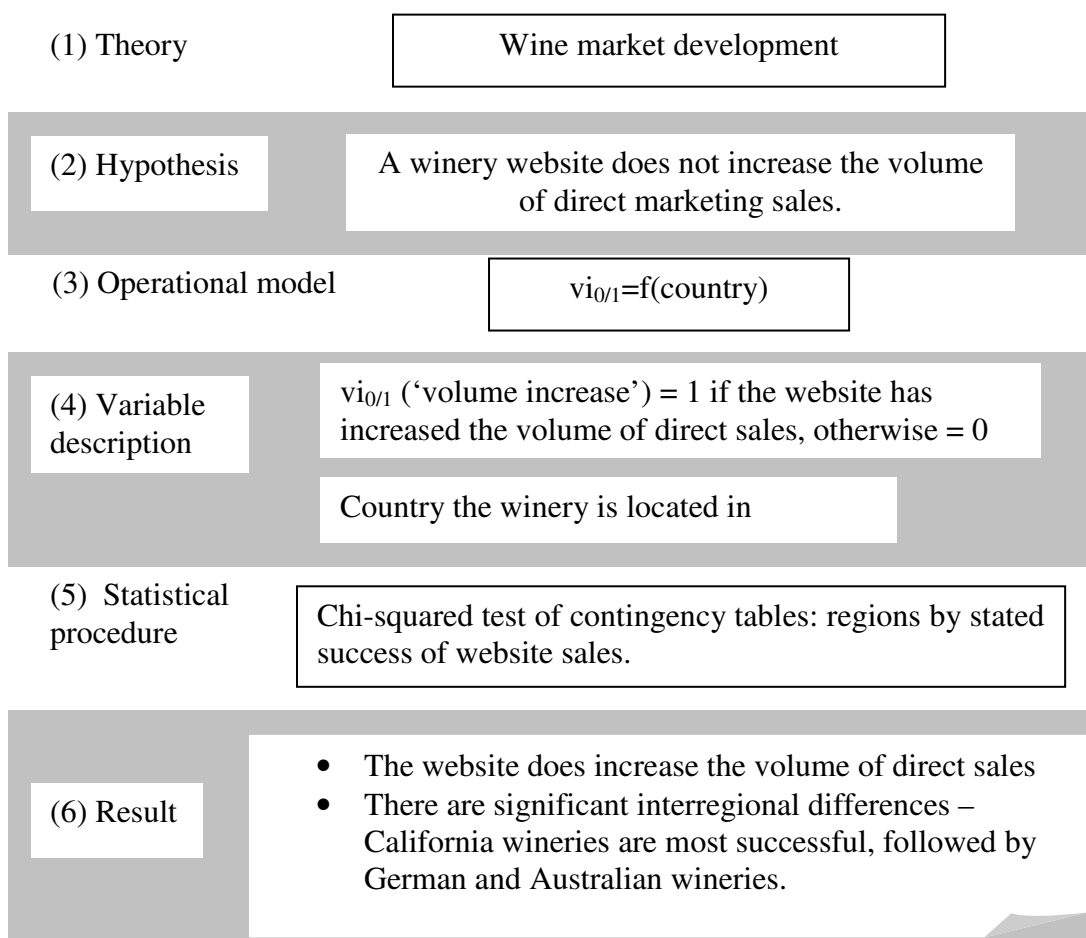 (1) Theory
Wine market development
(2) Hypothesis
A winery website does not increase the volume
of direct marketing sales.
(3) Operational model
vi₀/₁=f(country)
(4) Variable
description
vi₀/₁ (‘volume increase’) = 1 if the website has
increased the volume of direct sales, otherwise = 0
Country the winery is located in
(5) Statistical
procedure
Chi-squared test of contingency tables: regions by stated
success of website sales.
(6) Result
• The website does increase the volume of direct sales
• There are significant interregional differences –
California wineries are most successful, followed by
German and Australian wineries.